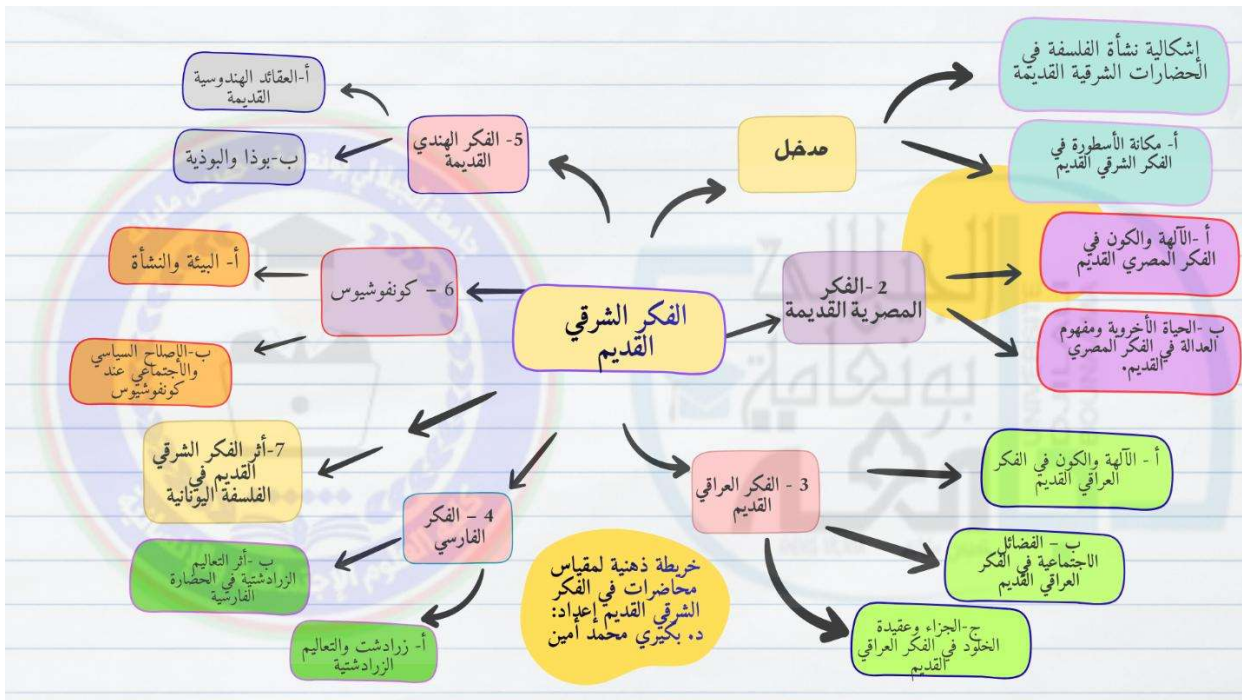 إشكالية نشأة الفلسفة في
الحضارات الشرقية القديمة
مدخل
أ- مكانة الأسطورة في
الفكر الشرقي القديم
2-الفكر
المصرية القديمة
أ -الآلهة والكون في
الفكر المصري القديم
ب -الحياة الأخروية ومفهوم
العدالة في الفكر المصري
القديم.
الفكر الشرقي
القديم
3 - الفكر العراقي
القديم
أ - الآلهة والكون في الفكر
العراقي القديم
ب – الفضائل
الاجتماعية في الفكر
العراقي القديم
ج-الجزاء وعقيدة
الخلود في الفكر العراقي
القديم
4 – الفكر
الفارسي
أ- زرادشت والتعاليم
الزرادشتية
ب -أثر التعاليم
الزرادشتية في الحضارة
الفارسية
5- الفكر الهندي
القديمة
أ-العقائد الهندوسية
القديمة
ب-بوذا والبوذية
6 – كونفوشيوس
أ- البيئة والنشأة
ب-الإصلاح السياسي
والاجتماعي عند
كونفوشيوس
7-أثر الفكر الشرقي
القديم في
الفلسفة اليونانية
خريطة ذهنية لمقياس
محاضرات في الفكر
الشرقي القديم إعداد:
د. بكيري محمد أمين